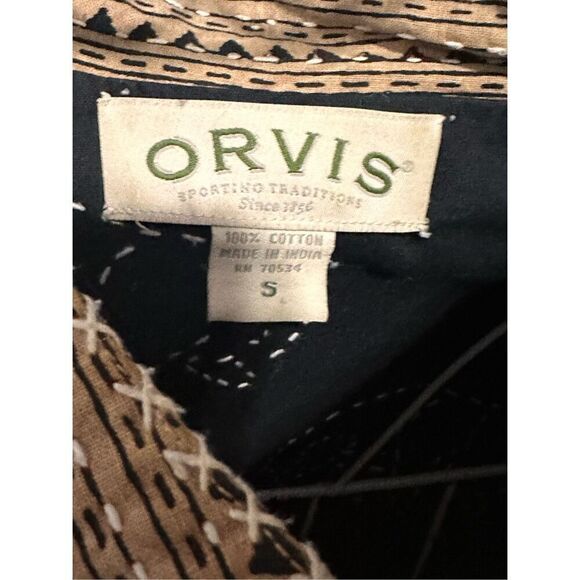 ORVIS®
SPORTING TRADITIONS
Since 1856
100% COTTON
MADE IN INDIA
RN 70534
S